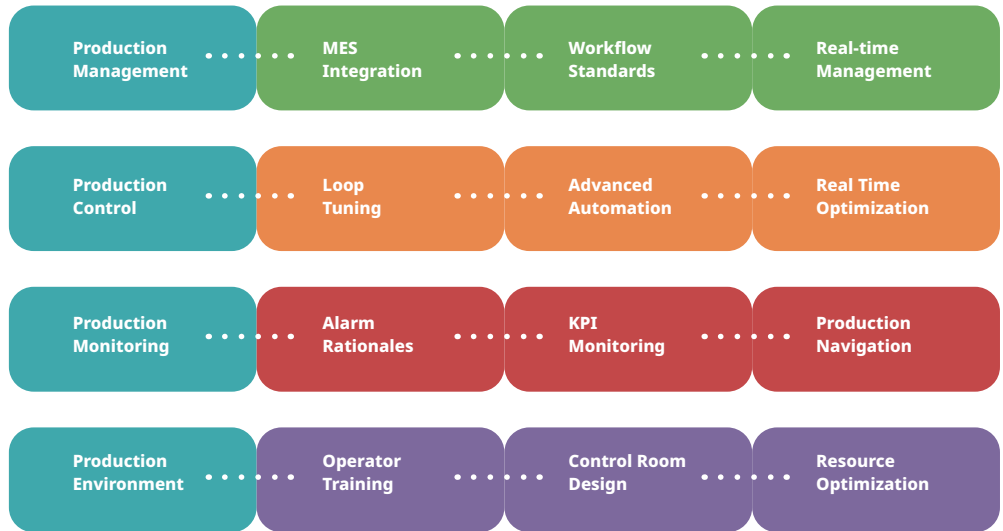 Production
Management
MES
Integration
Workflow
Standards
Real-time
Management
Production
Control
Loop
Tuning
Advanced
Automation
Real Time
Optimization
Production
Monitoring
Alarm
Rationales
KPI
Monitoring
Production
Navigation
Production
Environment
Operator
Training
Control Room
Design
Resource
Optimization